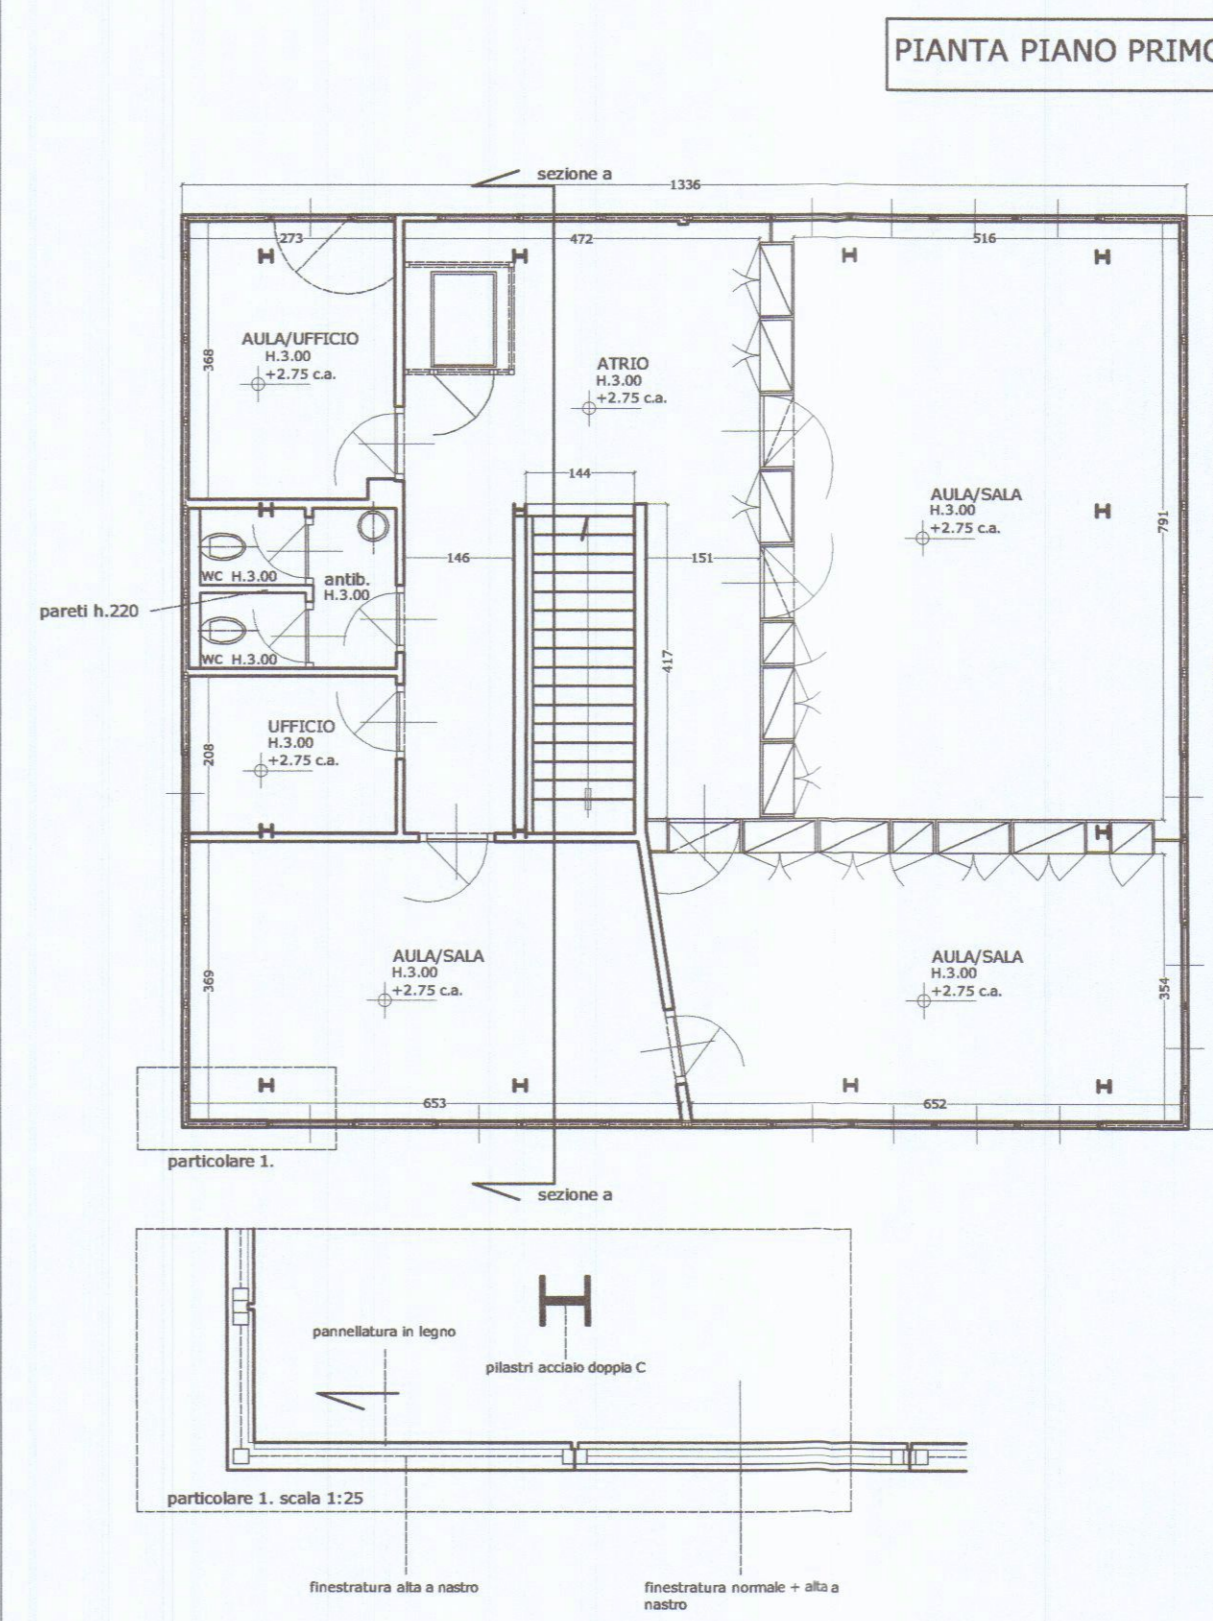 PIANTA PIANO PRIMO
sezione a
1336
273
472
516
368
AULA/UFFICIO
H.3.00
+2.75 c.a.
ATRIO
H.3.00
+2.75 c.a.
144
AULA/SALA
H.3.00
+2.75 c.a.
791
146
151
WC H.3.00
antib.
H.3.00
pareti h.220
WC H.3.00
417
208
UFFICIO
H.3.00
+2.75 c.a.
369
AULA/SALA
H.3.00
+2.75 c.a.
AULA/SALA
H.3.00
+2.75 c.a.
354
653
652
particolare 1.
sezione a
pannellatura in legno
pilastri acciaio doppia C
particolare 1. scala 1:25
finestratura alta a nastro
finestratura normale + alta a
nastro